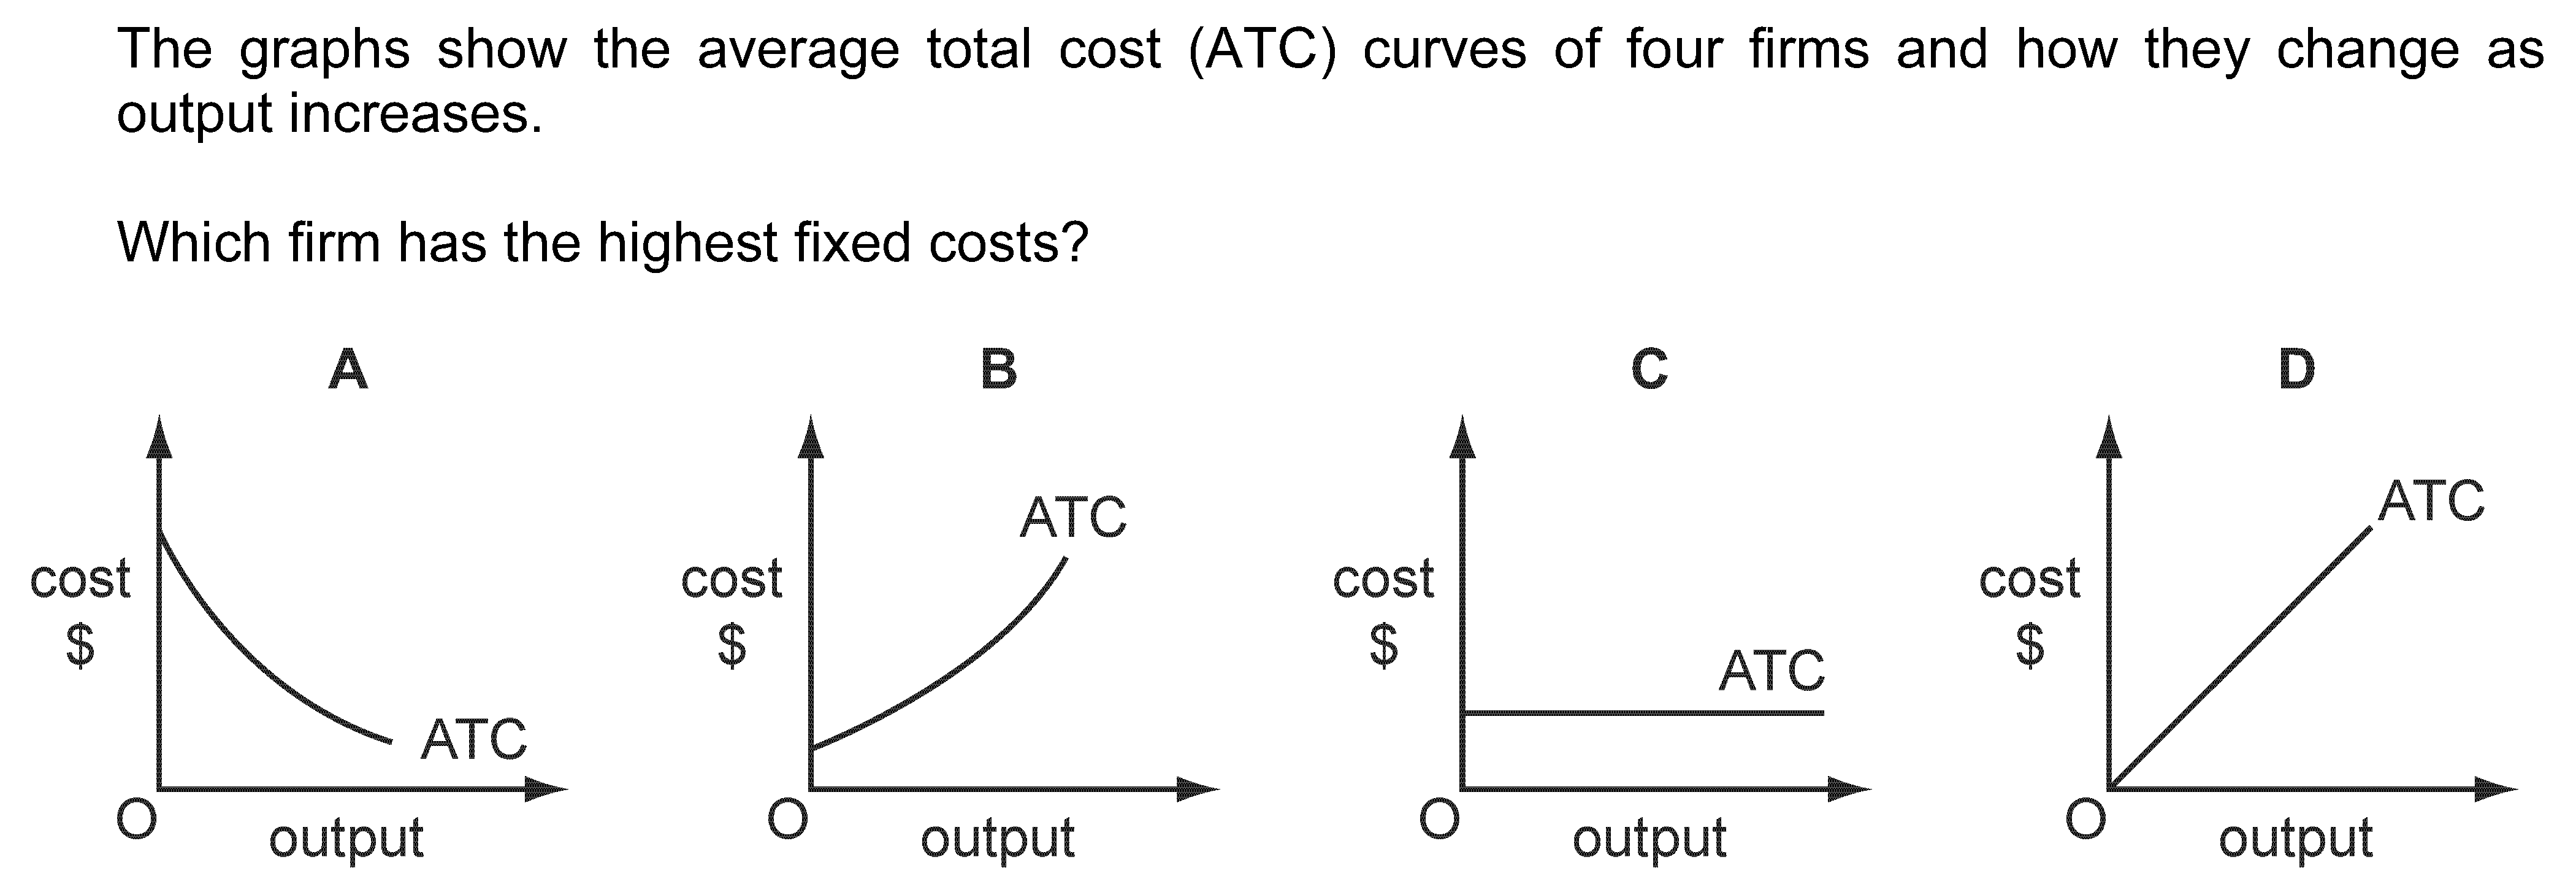 The graphs show the average total cost (ATC) curves of four firms and how they change as
output increases.
Which firm has the highest fixed costs?
A
B
C
D
cost
$
ATC
O
output
cost
$
ATC
O
output
cost
$
ATC
O
output
cost
$
ATC
O
output